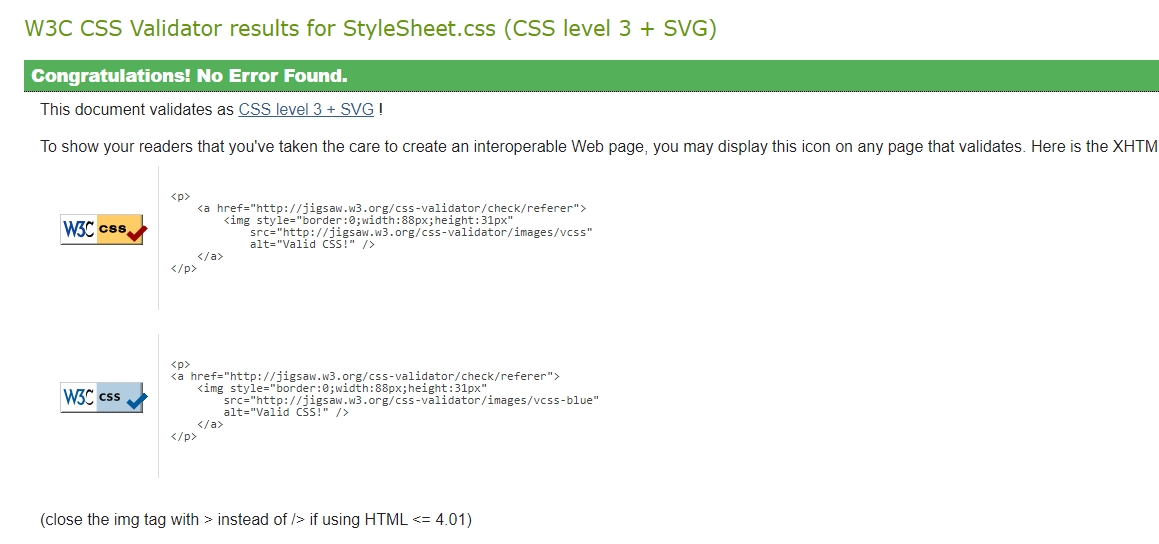 W3C CSS Validator results for StyleSheet.css (CSS level 3 + SVG)
Congratulations! No Error Found.
This document validates as CSS level 3 + SVG !
To show your readers that you've taken the care to create an interoperable Web page, you may display this icon on any page that validates. Here is the XHTM
W3C css
<p>
<a href="http://jigsaw.w3.org/css-validator/check/referer">
<img style="border:0;width:88px;height:31px"
src="http://jigsaw.w3.org/css-validator/images/vcss"
alt="Valid CSS!" />
</a>
</p>
W3C css
<p>
<a href="http://jigsaw.w3.org/css-validator/check/referer">
<img style="border:0;width:88px;height:31px"
src="http://jigsaw.w3.org/css-validator/images/vcss-blue"
alt="Valid CSS!" />
</a>
</p>
(close the img tag with > instead of /> if using HTML <= 4.01)